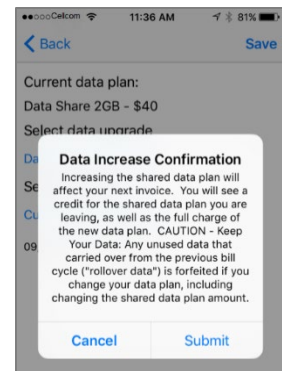 Celcom 11:36 AM 81%
Back Save
Current data plan:
Data Share 2GB - $40
Select data upgrade
Da
Se
Cu
09
Data Increase Confirmation
Increasing the shared data plan will
affect your next invoice. You will see a
credit for the shared data plan you are
leaving, as well as the full charge of
the new data plan. CAUTION - Keep
Your Data: Any unused data that
carried over from the previous bill
cycle ("rollover data") is forfeited if you
change your data plan, including
changing the shared data plan amount.
Cancel Submit